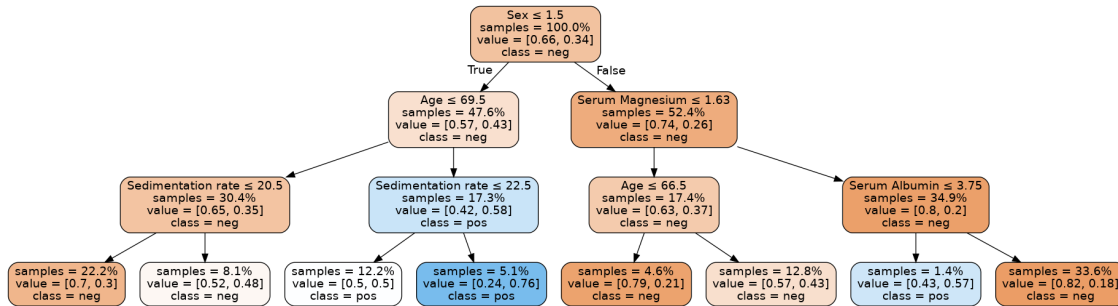 Sex ≤ 1.5
samples = 100.0%
value = [0.66, 0.34]
class = neg
True
False
Age ≤ 69.5
samples = 47.6%
value = [0.57, 0.43]
class = neg
Serum Magnesium ≤ 1.63
samples = 52.4%
value = [0.74, 0.26]
class = neg
Sedimentation rate ≤ 20.5
samples = 30.4%
value = [0.65, 0.35]
class = neg
Sedimentation rate ≤ 22.5
samples = 17.3%
value = [0.42, 0.58]
class = pos
Age ≤ 66.5
samples = 17.4%
value = [0.63, 0.37]
class = neg
Serum Albumin ≤ 3.75
samples = 34.9%
value = [0.8, 0.2]
class = neg
samples = 22.2%
value = [0.7, 0.3]
class = neg
samples = 8.1%
value = [0.52, 0.48]
class = neg
samples = 12.2%
value = [0.5, 0.5]
class = pos
samples = 5.1%
value = [0.24, 0.76]
class = pos
samples = 4.6%
value = [0.79, 0.21]
class = neg
samples = 12.8%
value = [0.57, 0.43]
class = neg
samples = 1.4%
value = [0.43, 0.57]
class = pos
samples = 33.6%
value = [0.82, 0.18]
class = neg